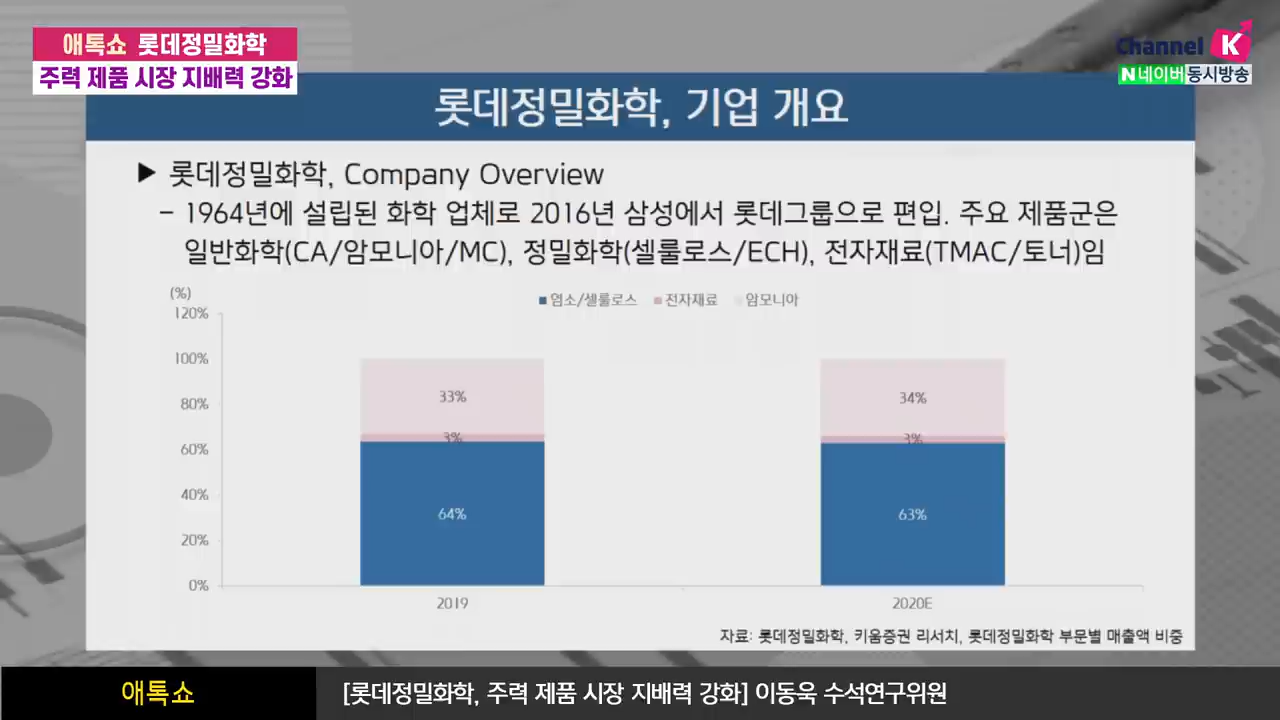 애톡쇼 롯데정밀화학
주력 제품 시장 지배력 강화
Channel K
N 네이버 동시방송
롯데정밀화학, 기업 개요
▶ 롯데정밀화학, Company Overview
– 1964년에 설립된 화학 업체로 2016년 삼성에서 롯데그룹으로 편입. 주요 제품군은
일반화학(CA/암모니아/MC), 정밀화학(셀룰로스/ECH), 전자재료(TMAC/토너)임
(%)
염소/셀룰로스 전자재료 암모니아
120%
100%
80%
60%
40%
20%
0%
33%
3%
64%
34%
3%
63%
2019
2020E
자료: 롯데정밀화학, 키움증권 리서치, 롯데정밀화학 부문별 매출액 비중
애톡쇼
[롯데정밀화학, 주력 제품 시장 지배력 강화] 이동욱 수석연구위원